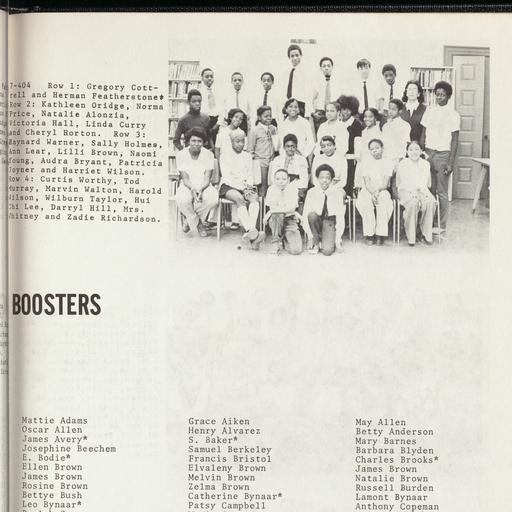 7-404 Row 1: Gregory Cott-
rell and Herman Featherstone*
Row 2: Kathleen Oridge, Norma
Price, Natalie Alonzia,
Victoria Hall, Linda Curry
and Cheryl Horton. Row 3:
Maynard Warner, Sally Holmes,
Ann Lear, Lilli Brown, Naomi
Young, Audra Bryant, Patricia
Joyner and Harriet Wilson.
Row 4: Curtis Worthy, Tod
Murray, Marvin Walton, Harold
Wilson, Wilburn Taylor, Hui
Chi Lee, Darryl Hill, Mrs.
Whitney and Zadie Richardson.
BOOSTERS
Mattie Adams
Oscar Allen
James Avery*
Josephine Beechem
E. Bodie*
Ellen Brown
James Brown
Rosine Brown
Bettye Bush
Leo Bynaar*
Grace Aiken
Henry Alvarez
S. Baker*
Samuel Berkeley
Francis Bristol
Elvaleny Brown
Melvin Brown
Zelma Brown
Catherine Bynaar*
Patsy Campbell
May Allen
Betty Anderson
Mary Barnes
Barbara Blyden
Charles Brooks*
James Brown
Natalie Brown
Russell Burden
Lamont Bynaar
Anthony Copeman